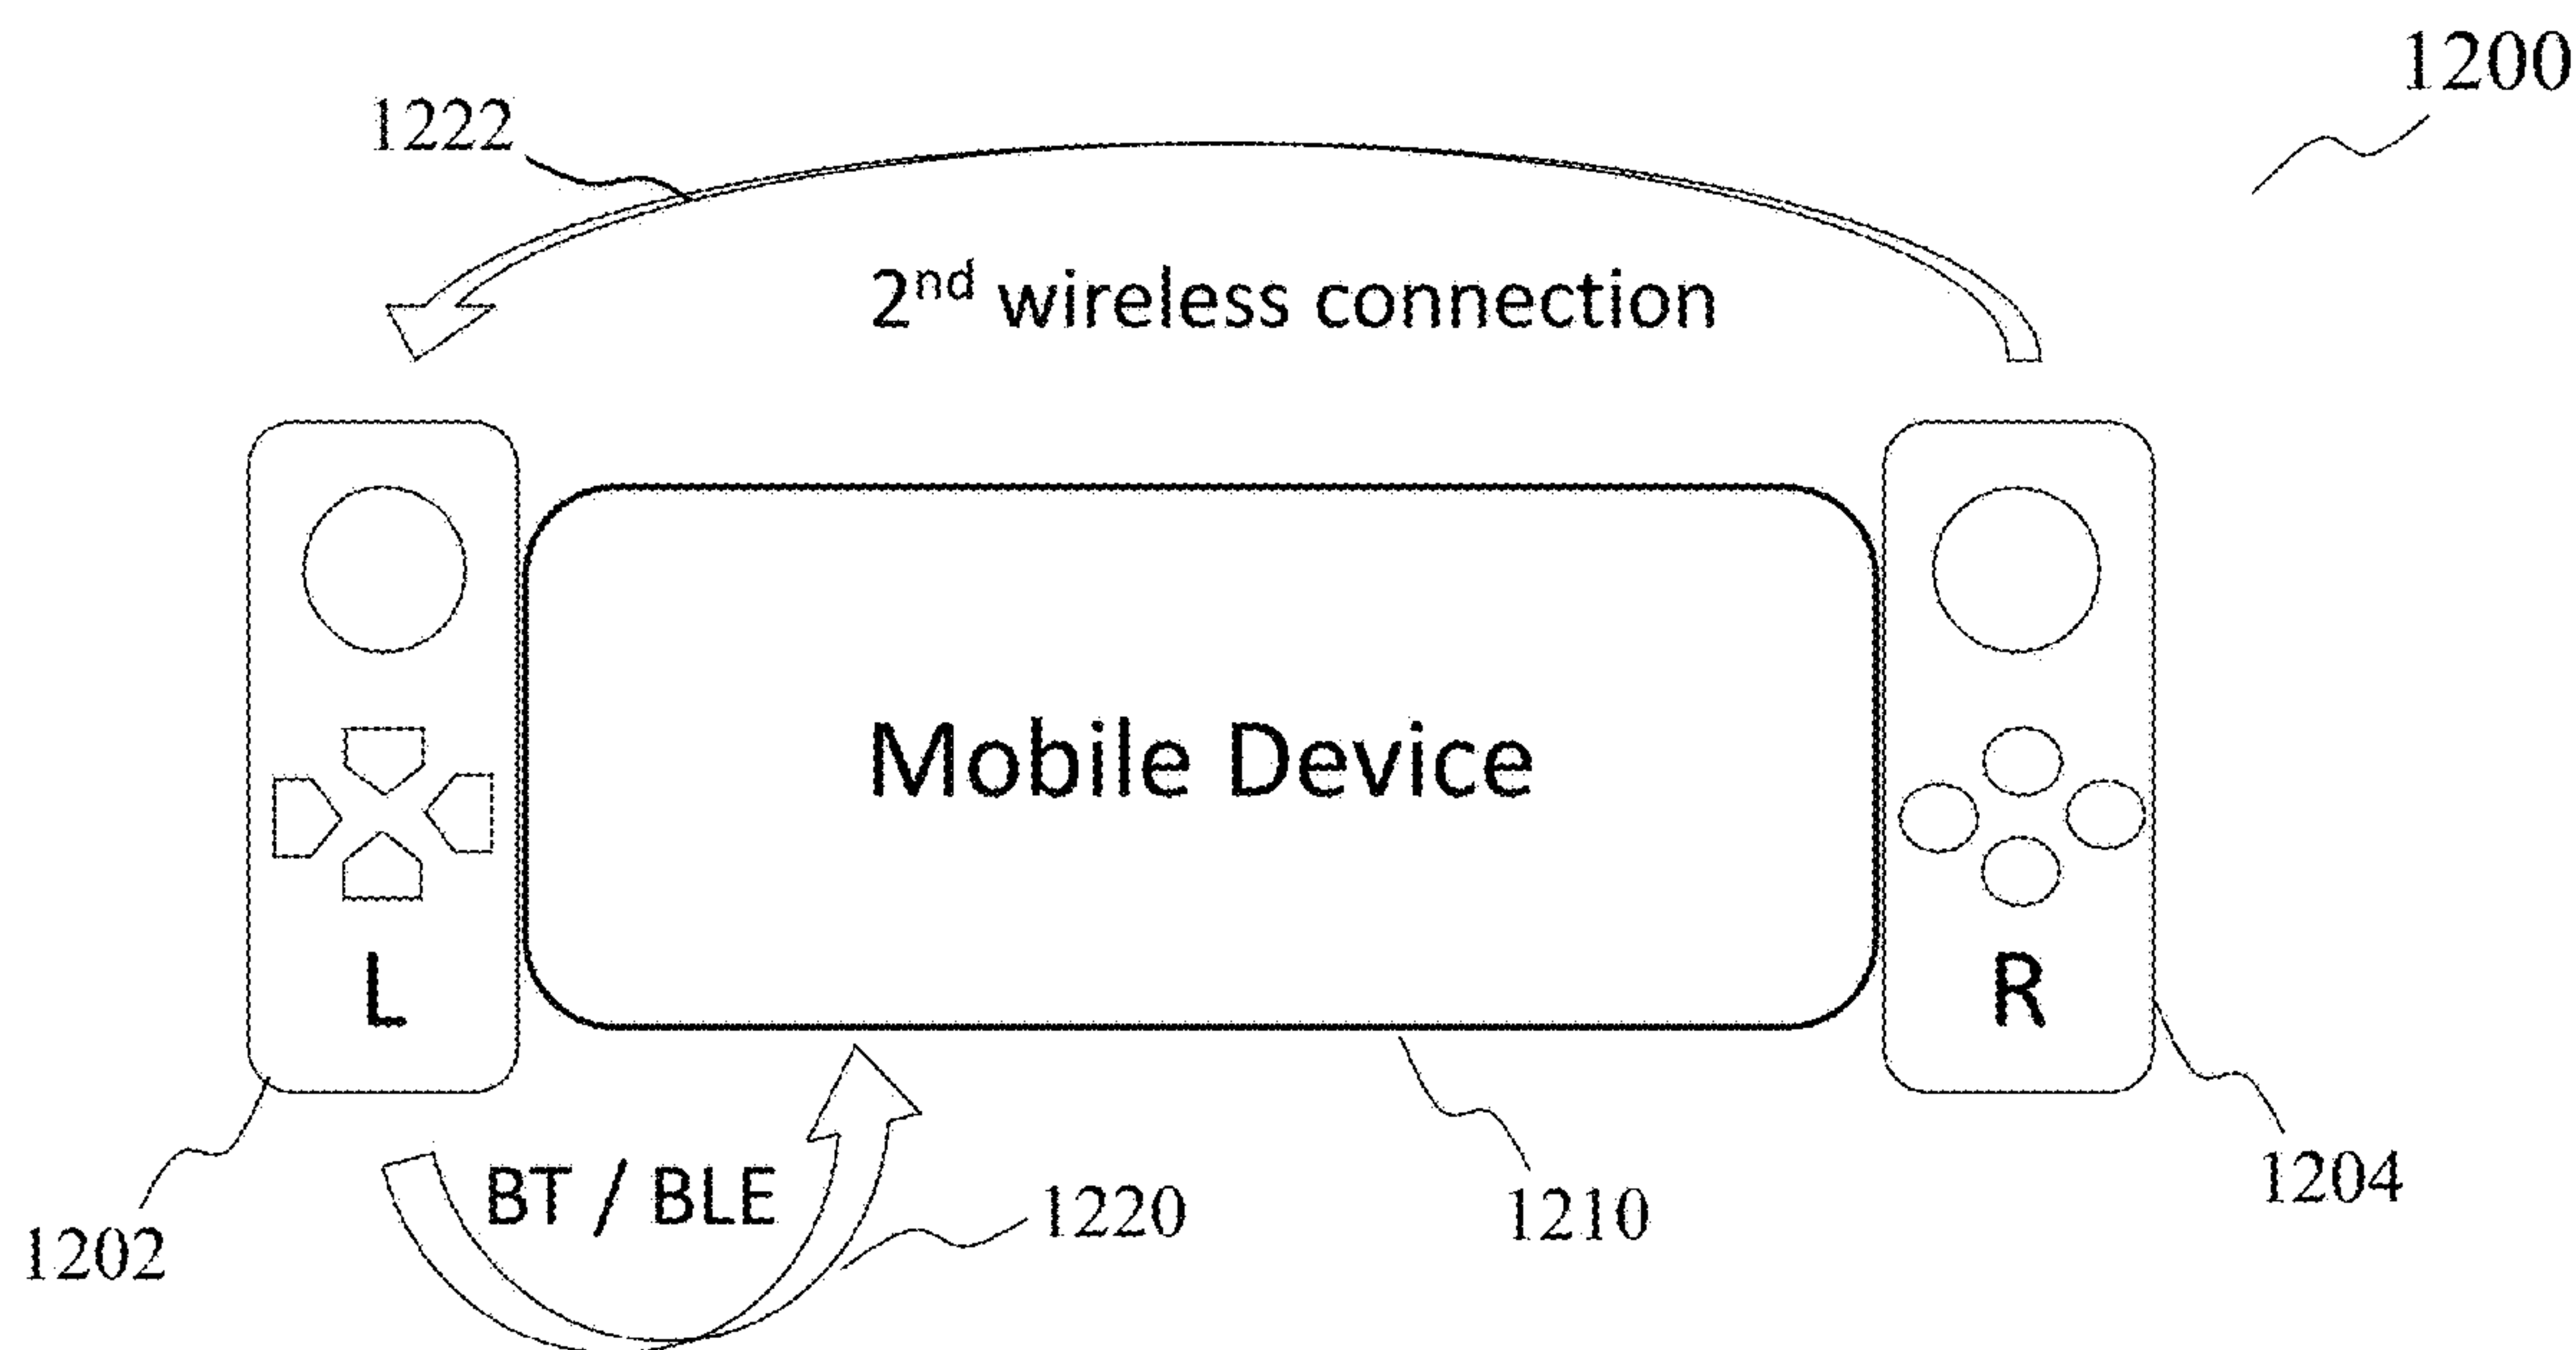 1200
1222
2nd wireless connection
Mobile Device
L
R
BT / BLE
1202
1220
1210
1204